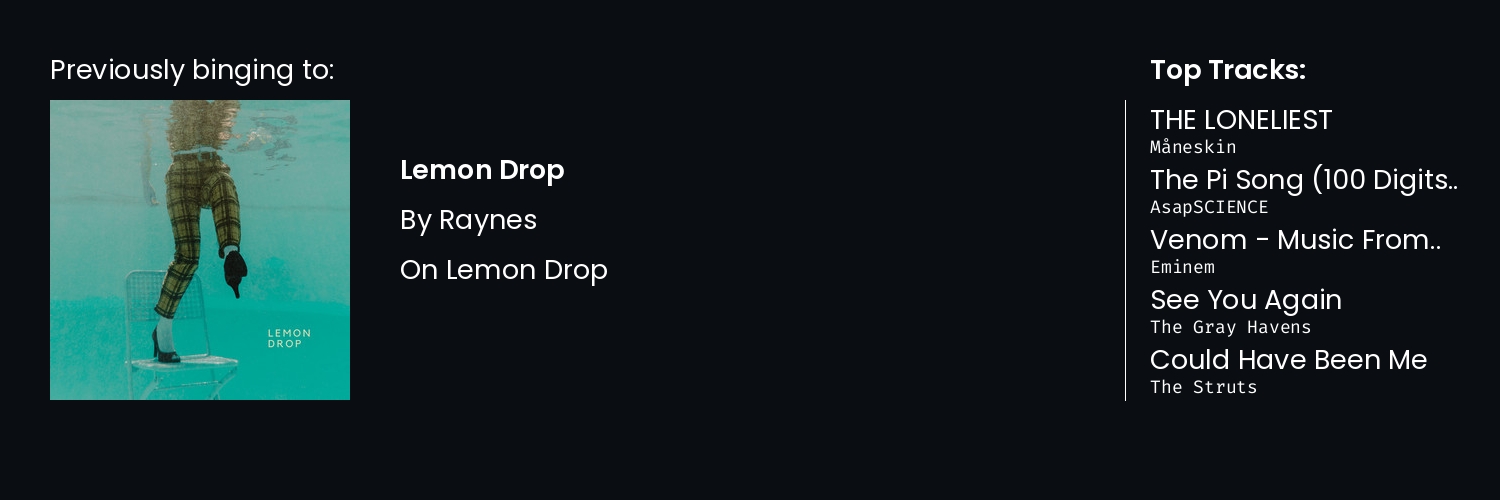 Previously binging to:
LEMON
DROP
Lemon Drop
By Raynes
On Lemon Drop
Top Tracks:
THE LONELIEST
Måneskin
The Pi Song (100 Digits..
AsapSCIENCE
Venom - Music From..
Eminem
See You Again
The Gray Havens
Could Have Been Me
The Struts